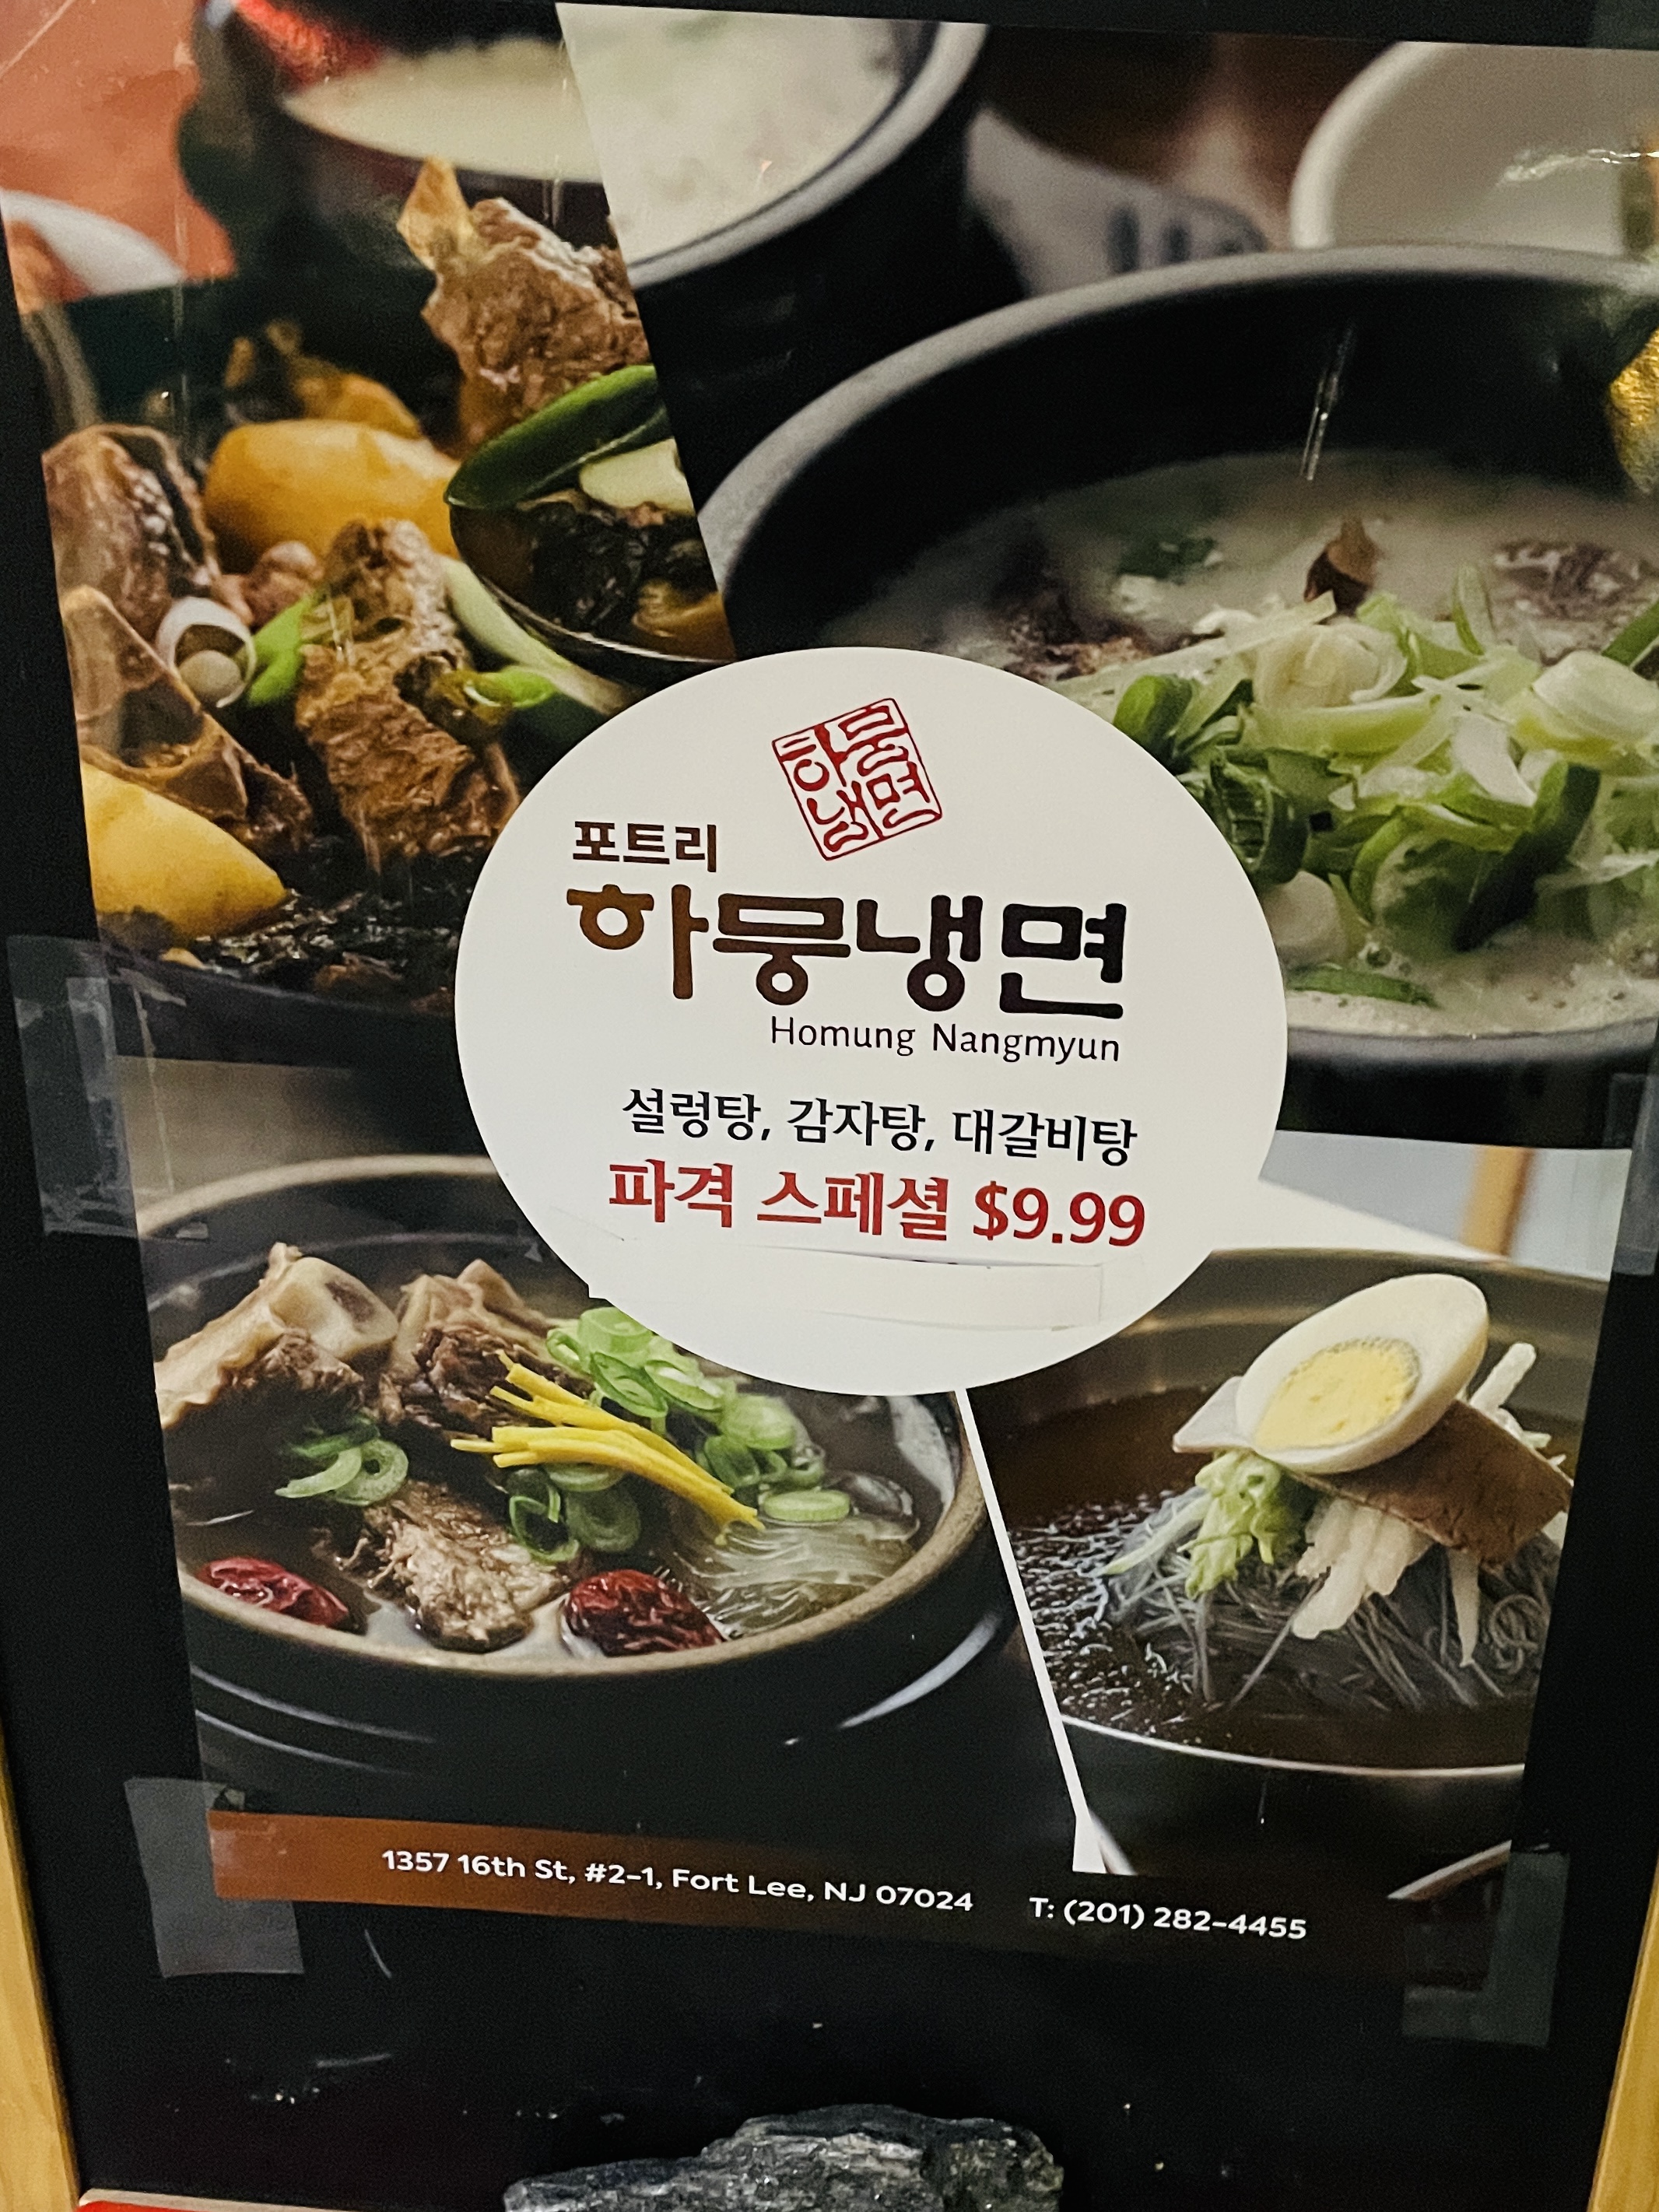 하뭉
냉면
포트리
하뭉냉면
Homung Nangmyun
설렁탕, 감자탕, 대갈비탕
파격 스페셜 $9.99
1357 16th St, #2-1, Fort Lee, NJ 07024 T: (201) 282-4455